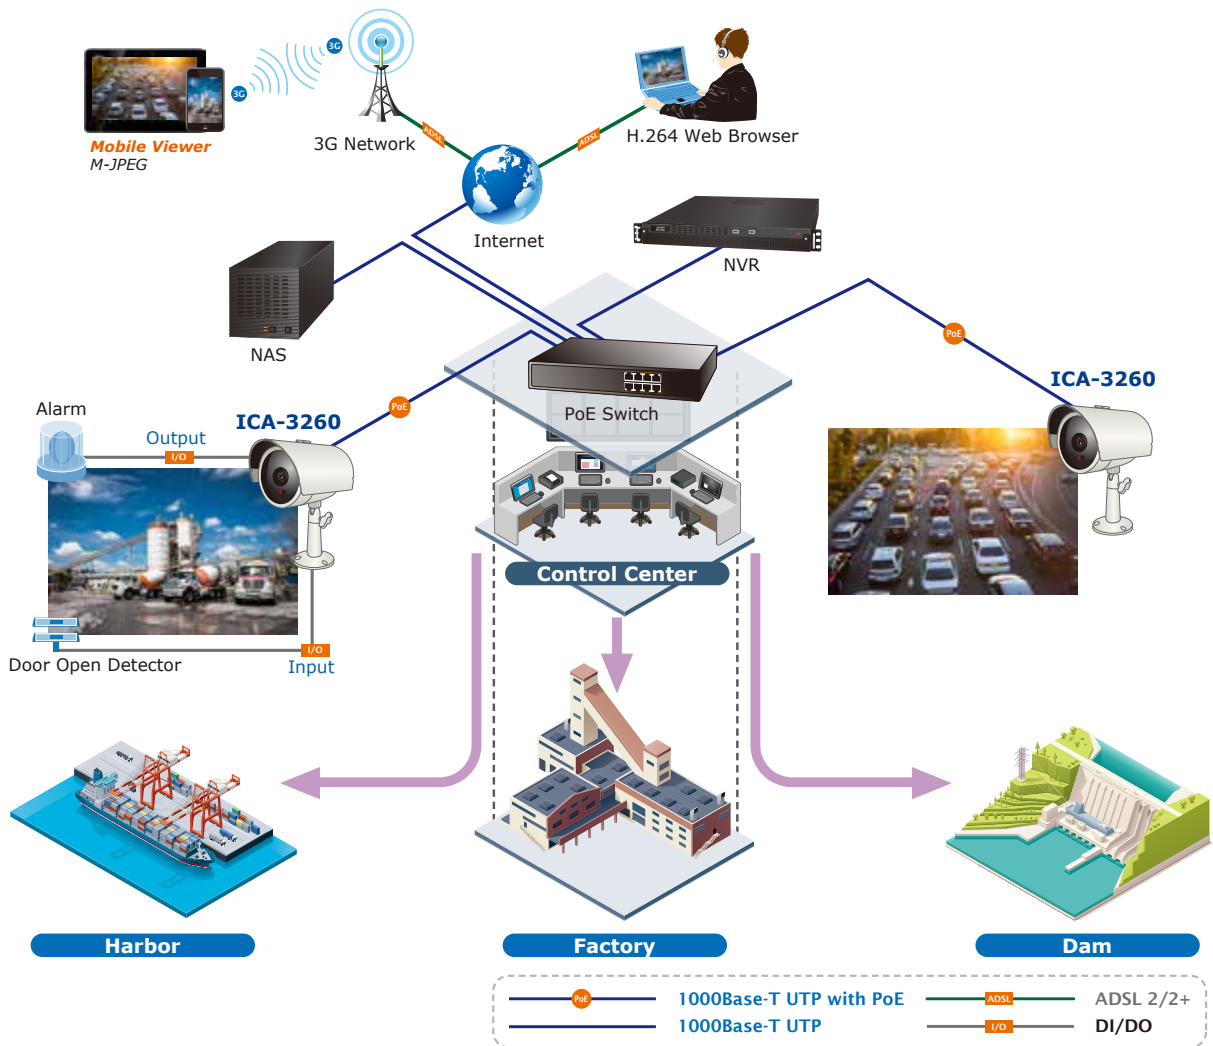 3G
3G
Mobile Viewer
M-JPEG
3G Network
ADSL
ADSL
H.264 Web Browser
Internet
NVR
NAS
PoE
ICA-3260
PoE Switch
PoE
ICA-3260
Alarm
Output
I/O
Control Center
Door Open Detector
I/O
Input
Harbor
Factory
Dam
PoE
1000Base-T UTP with PoE
ADSL
ADSL 2/2+
1000Base-T UTP
I/O
DI/DO